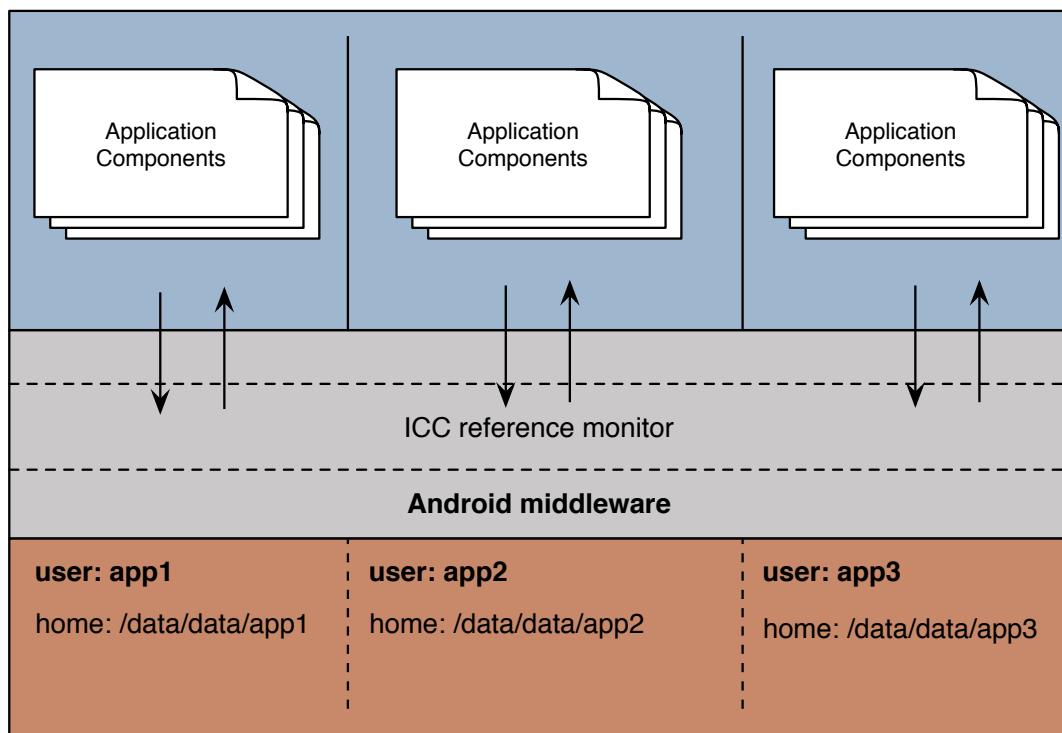 Application
Components
Application
Components
Application
Components
ICC reference monitor
Android middleware
user: app1
home: /data/data/app1
user: app2
home: /data/data/app2
user: app3
home: /data/data/app3